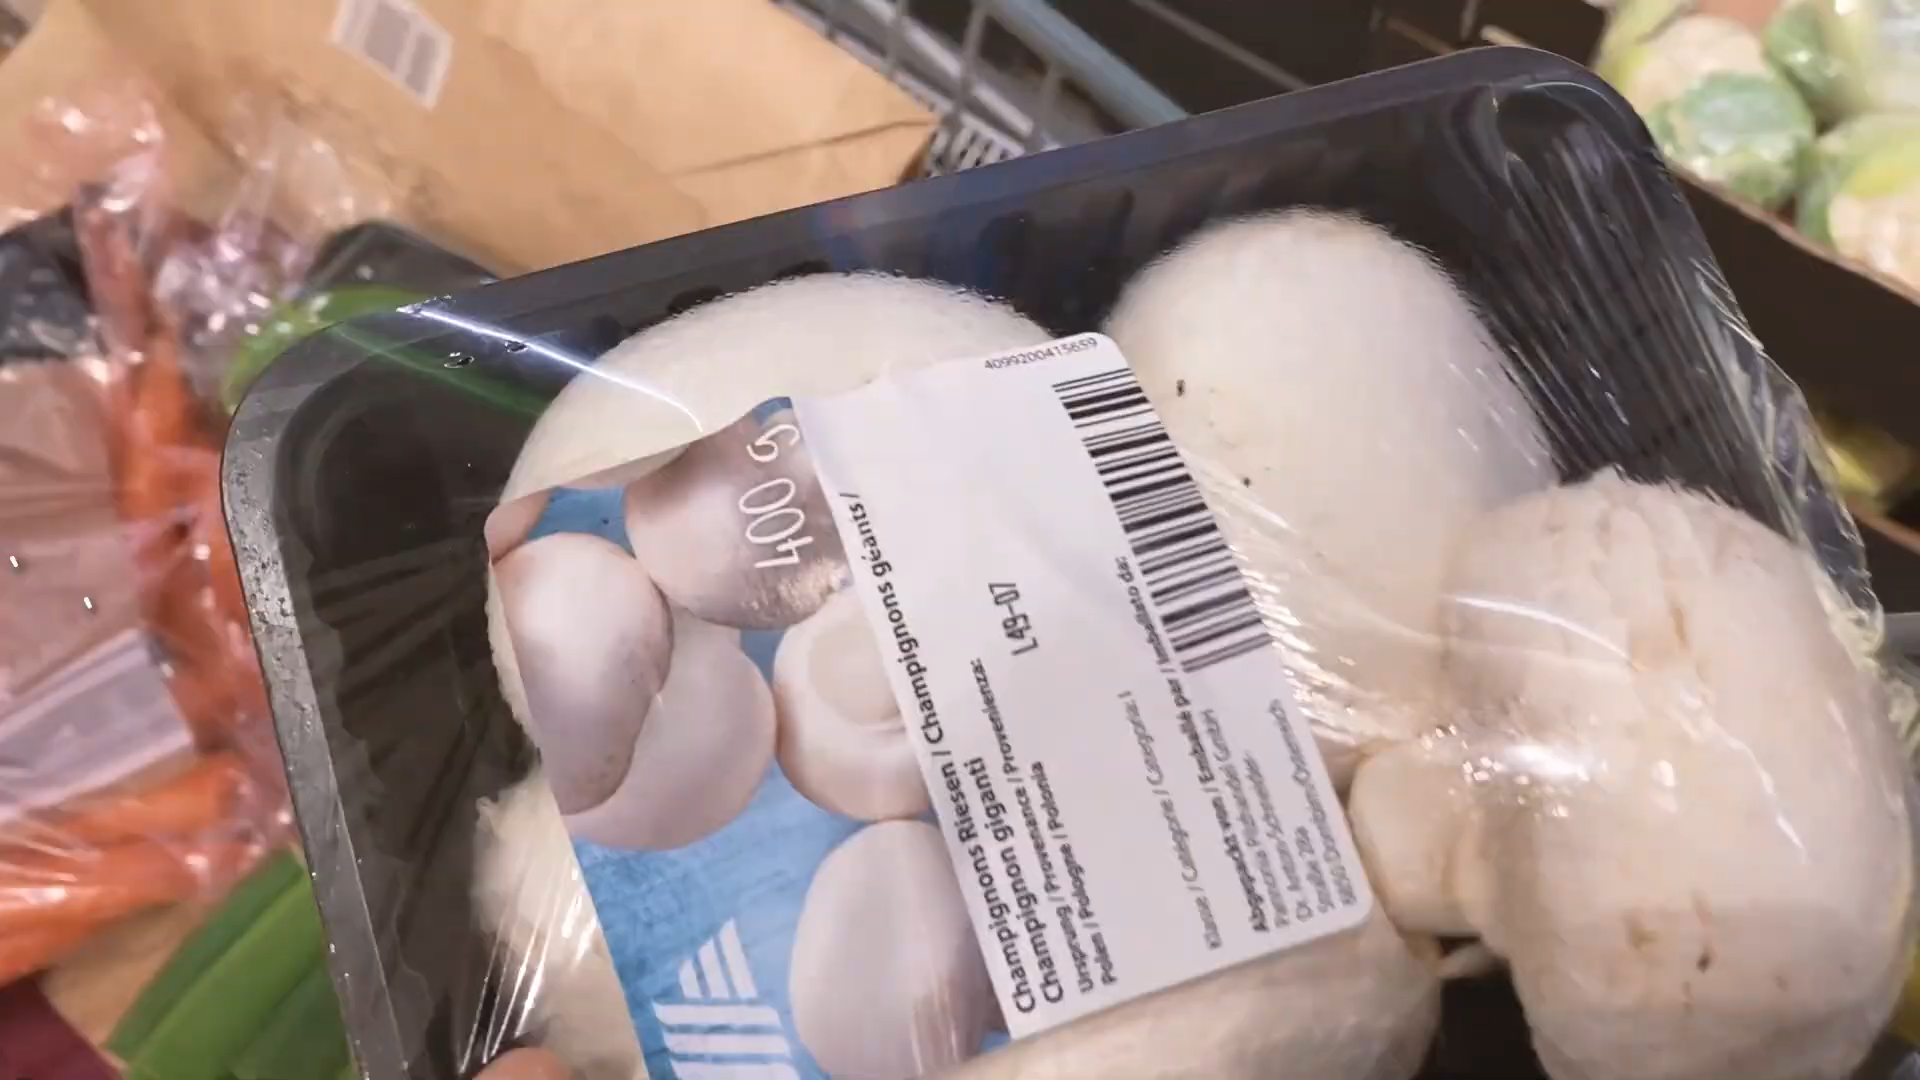 400 G
4099200415659
Champignons Riesen / Champignons géants /
Champignon giganti
Ursprung / Provenance / Provenienza:
Polen / Pologne / Polonia
L49-07
Klasse / Catégorie / Categoria: I
Abgepackt von / Emballé par / Imballato da: